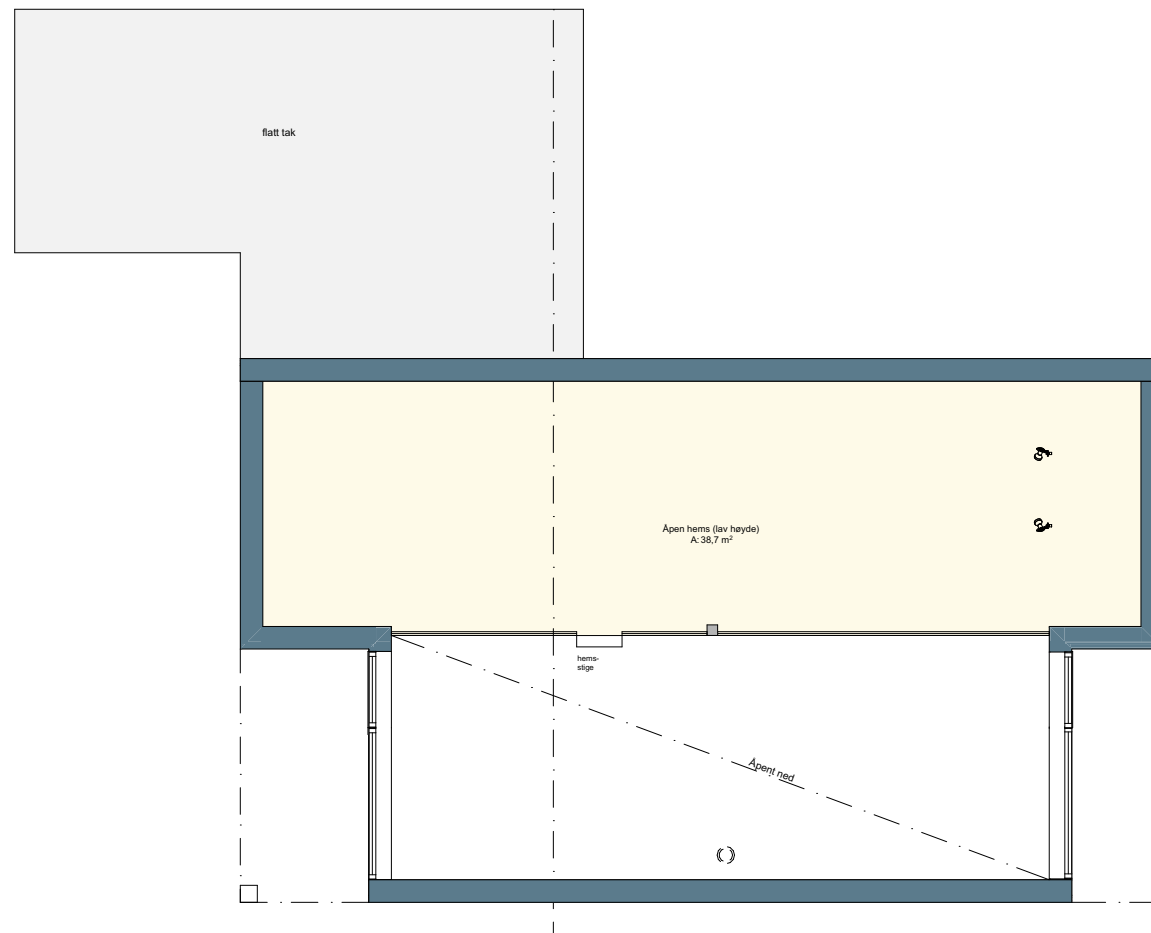 flatt tak
Åpen hems (lav høyde)
A: 38,7 m²
hems-
stige
Åpent ned